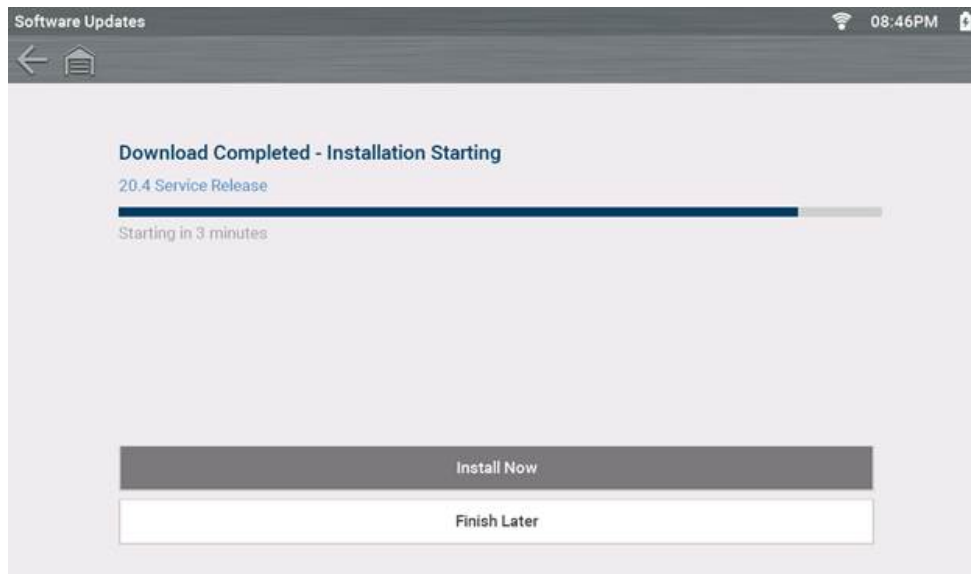 Software Updates
08:46PM
Download Completed - Installation Starting
20.4 Service Release
Starting in 3 minutes
Install Now
Finish Later